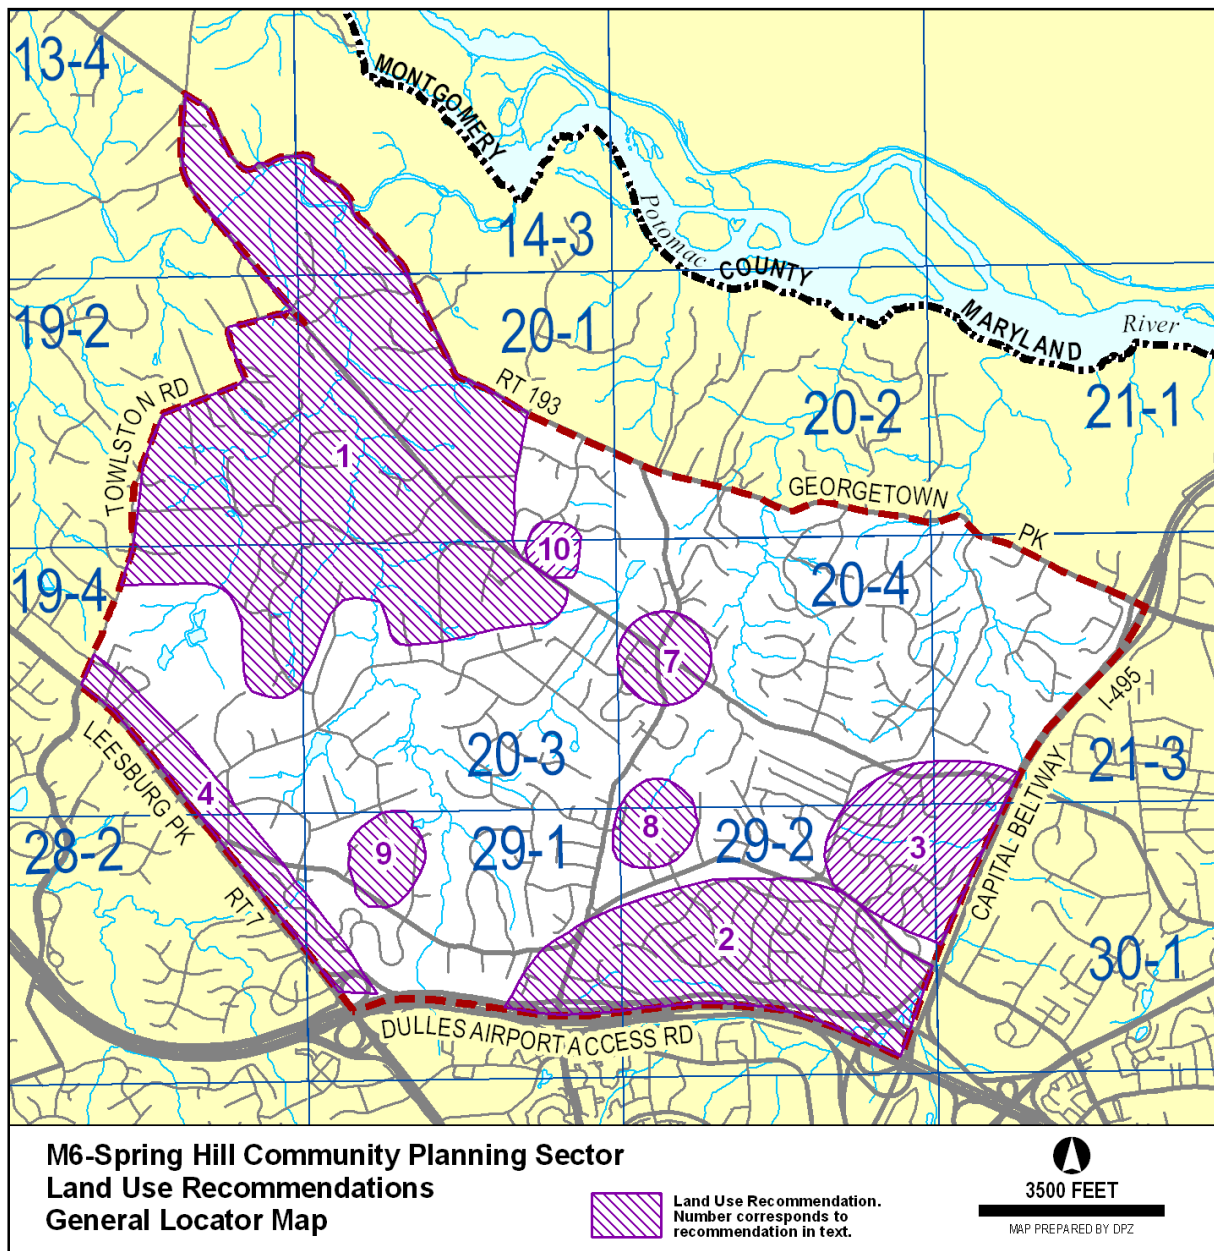 13-4
MONTGOMERY
14-3
Potomac
COUNTY
MARYLAND
River
19-2
20-1
RT 193
20-2
21-1
TOWLSTON RD
1
GEORGETOWN
PK
10
19-4
20-4
7
I-495
LEESBURG PK
4
20-3
21-3
CAPITAL BELTWAY
28-2
9
29-1
8
29-2
3
RT 7
2
30-1
DULLES AIRPORT ACCESS RD
M6-Spring Hill Community Planning Sector
Land Use Recommendations
General Locator Map
Land Use Recommendation.
Number corresponds to
recommendation in text.
3500 FEET
MAP PREPARED BY DPZ